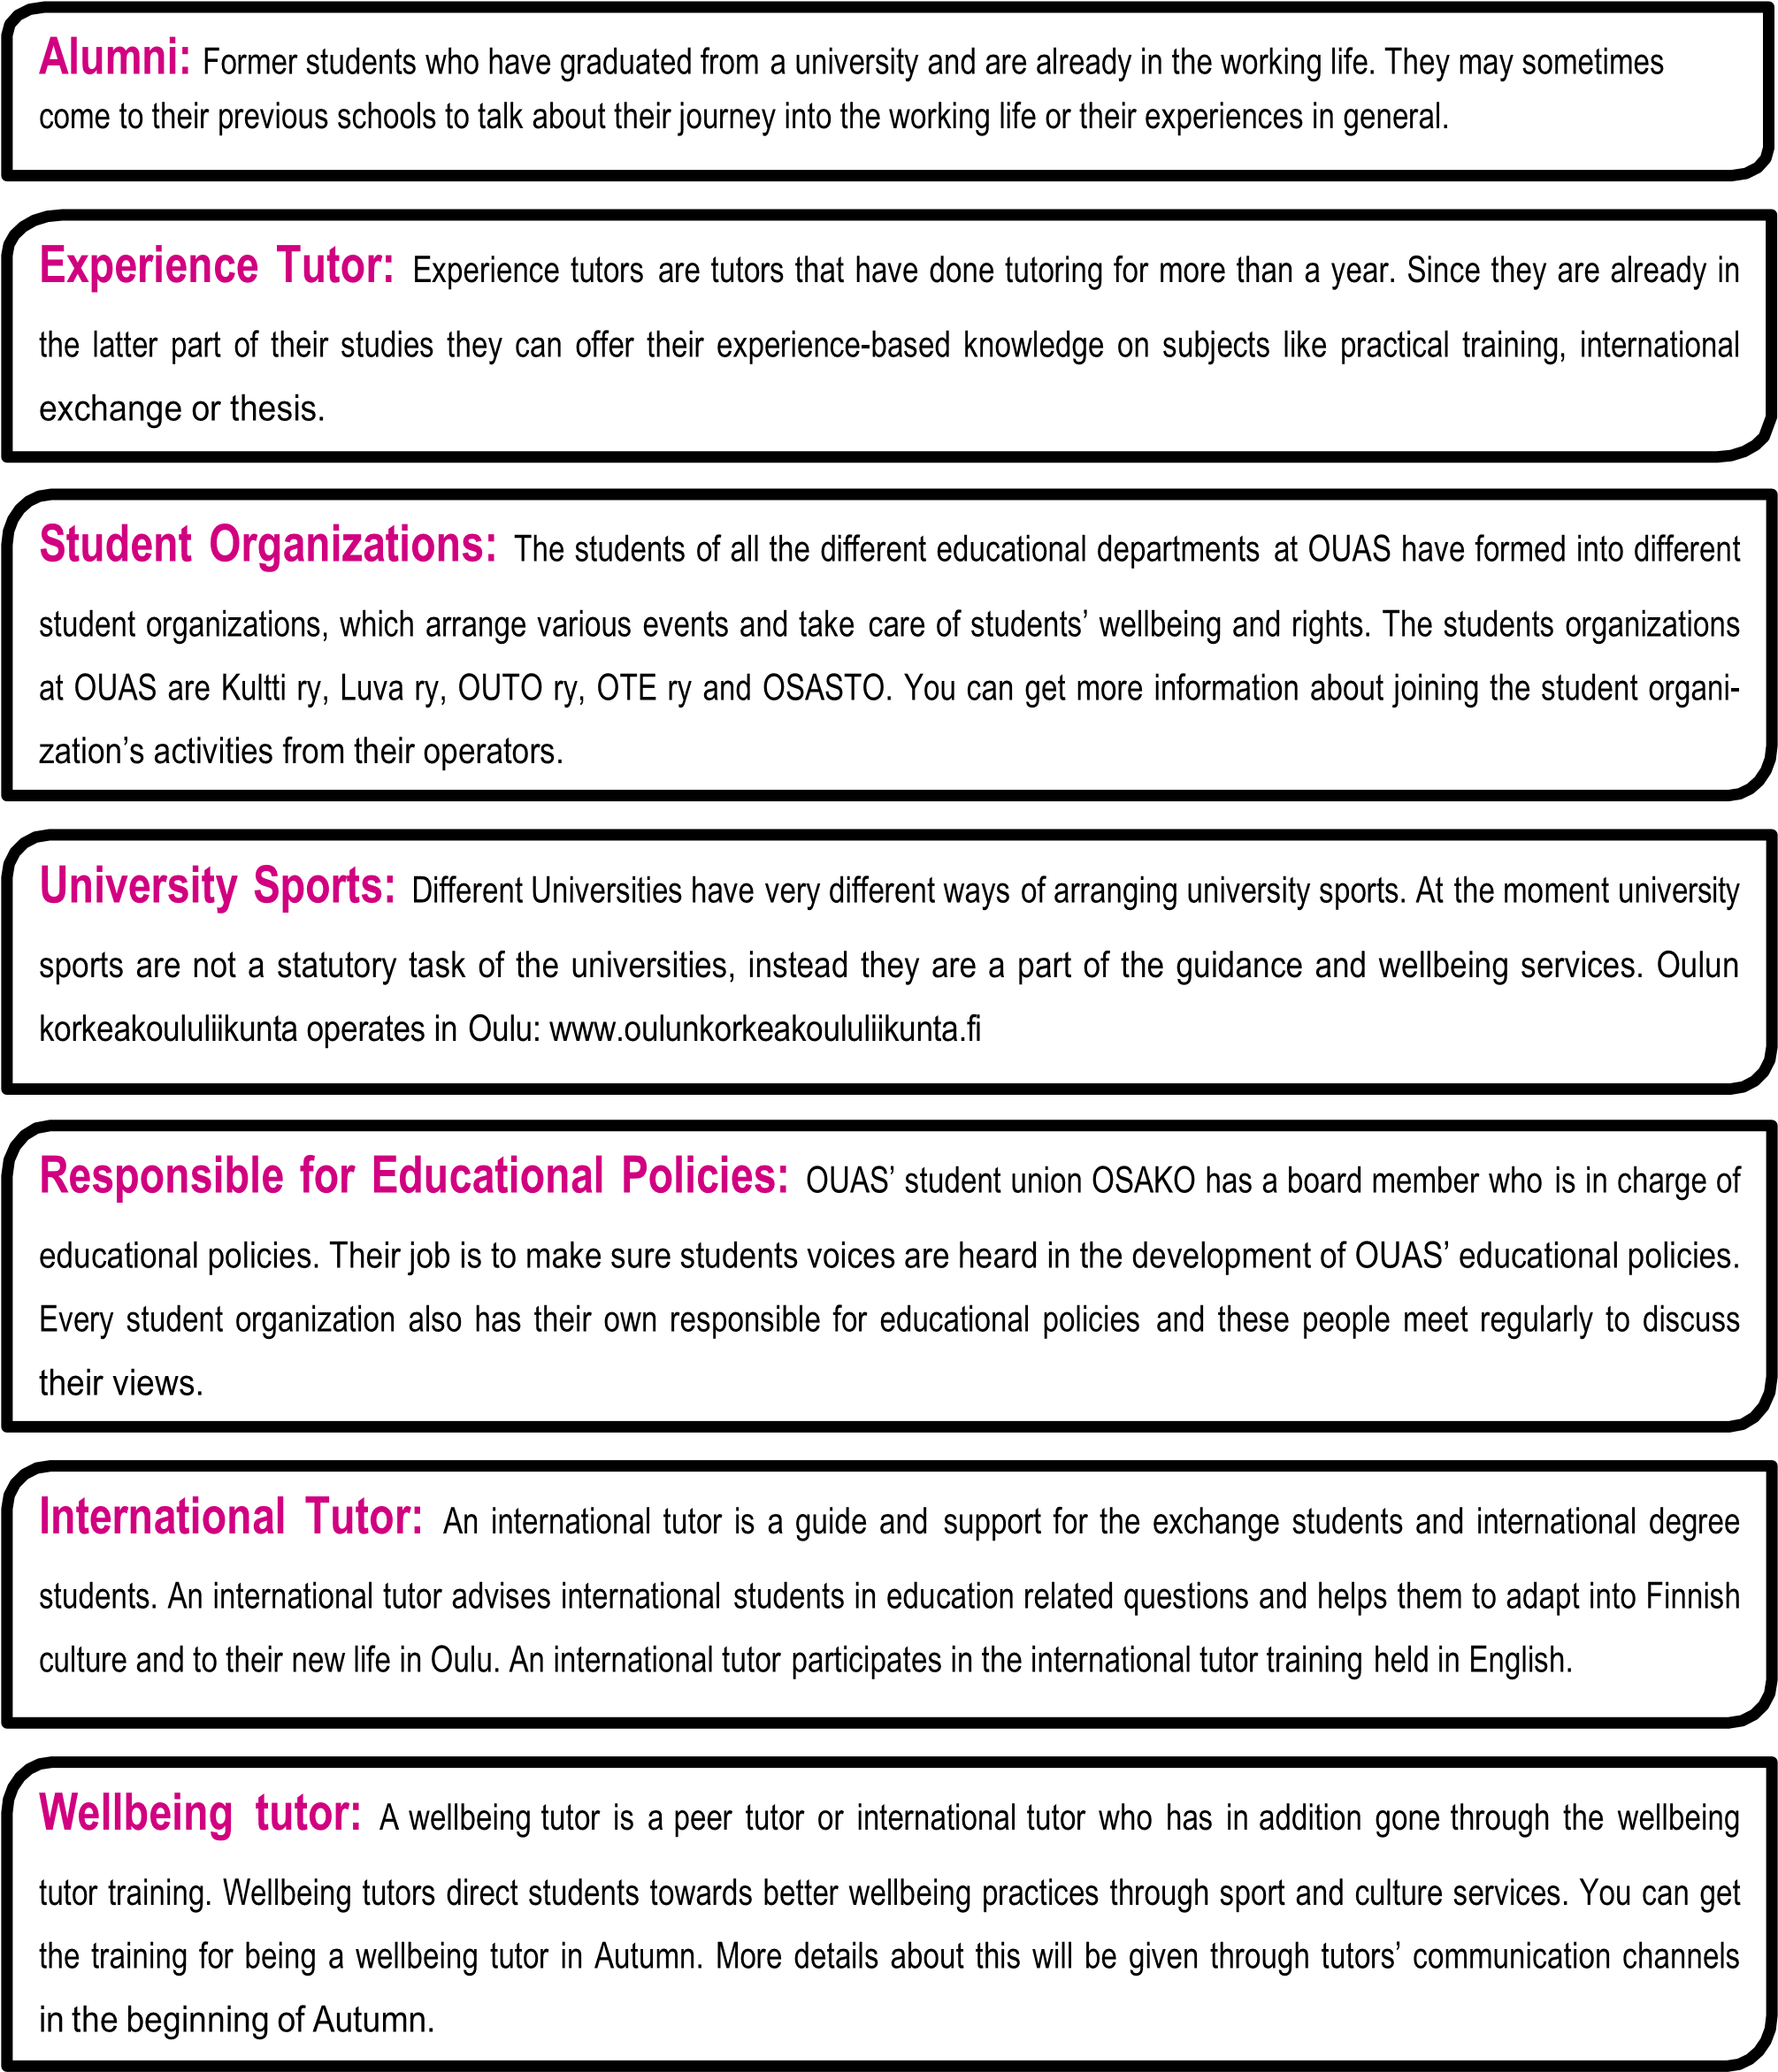 Alumni: Former students who have graduated from a university and are already in the working life. They may sometimes
come to their previous schools to talk about their journey into the working life or their experiences in general.
Experience Tutor: Experience tutors are tutors that have done tutoring for more than a year. Since they are already in
the latter part of their studies they can offer their experience-based knowledge on subjects like practical training, international
exchange or thesis.
Student Organizations: The students of all the different educational departments at OUAS have formed into different
student organizations, which arrange various events and take care of students’ wellbeing and rights. The students organizations
at OUAS are Kultti ry, Luva ry, OUTO ry, OTE ry and OSASTO. You can get more information about joining the student organi-
zation’s activities from their operators.
University Sports: Different Universities have very different ways of arranging university sports. At the moment university
sports are not a statutory task of the universities, instead they are a part of the guidance and wellbeing services. Oulun
korkeakoululiikunta operates in Oulu: www.oulunkorkeakoululiikunta.fi
Responsible for Educational Policies: OUAS’ student union OSAKO has a board member who is in charge of
educational policies. Their job is to make sure students voices are heard in the development of OUAS’ educational policies.
Every student organization also has their own responsible for educational policies and these people meet regularly to discuss
their views.
International Tutor: An international tutor is a guide and support for the exchange students and international degree
students. An international tutor advises international students in education related questions and helps them to adapt into Finnish
culture and to their new life in Oulu. An international tutor participates in the international tutor training held in English.
Wellbeing tutor: A wellbeing tutor is a peer tutor or international tutor who has in addition gone through the wellbeing
tutor training. Wellbeing tutors direct students towards better wellbeing practices through sport and culture services. You can get
the training for being a wellbeing tutor in Autumn. More details about this will be given through tutors’ communication channels
in the beginning of Autumn.